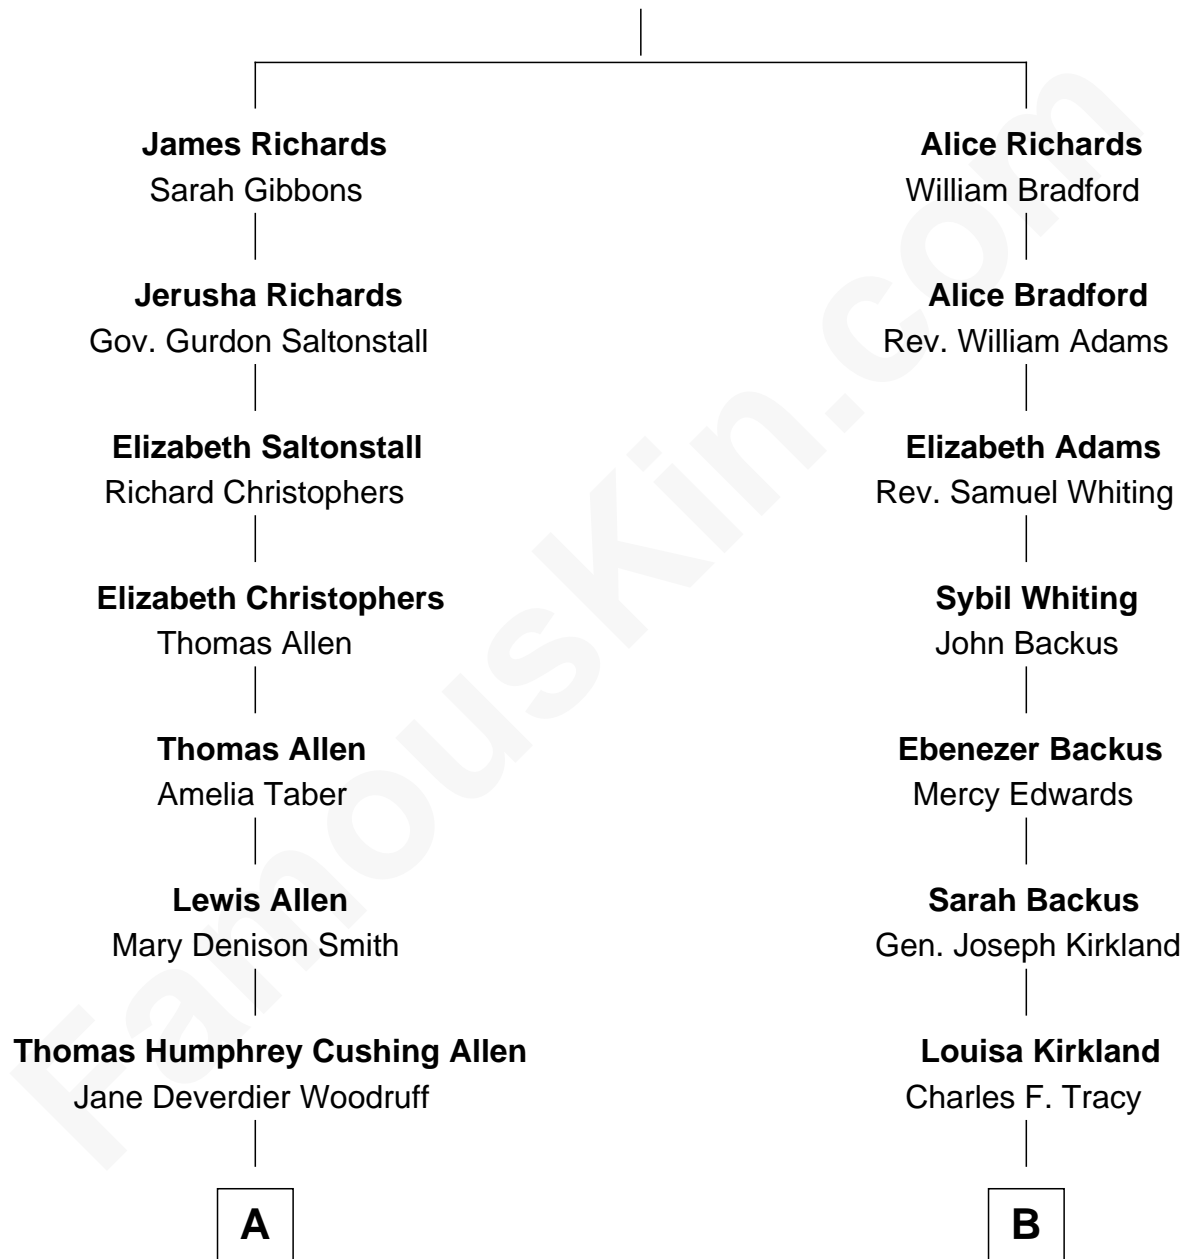 James Richards
Sarah Gibbons
Jerusha Richards
Gov. Gurdon Saltonstall
Elizabeth Saltonstall
Richard Christophers
Elizabeth Christophers
Thomas Allen
Thomas Allen
Amelia Taber
Lewis Allen
Mary Denison Smith
Thomas Humphrey Cushing Allen
Jane Deverdier Woodruff
A
Alice Richards
William Bradford
Alice Bradford
Rev. William Adams
Elizabeth Adams
Rev. Samuel Whiting
Sybil Whiting
John Backus
Ebenezer Backus
Mercy Edwards
Sarah Backus
Gen. Joseph Kirkland
Louisa Kirkland
Charles F. Tracy
B
FamousKin.com